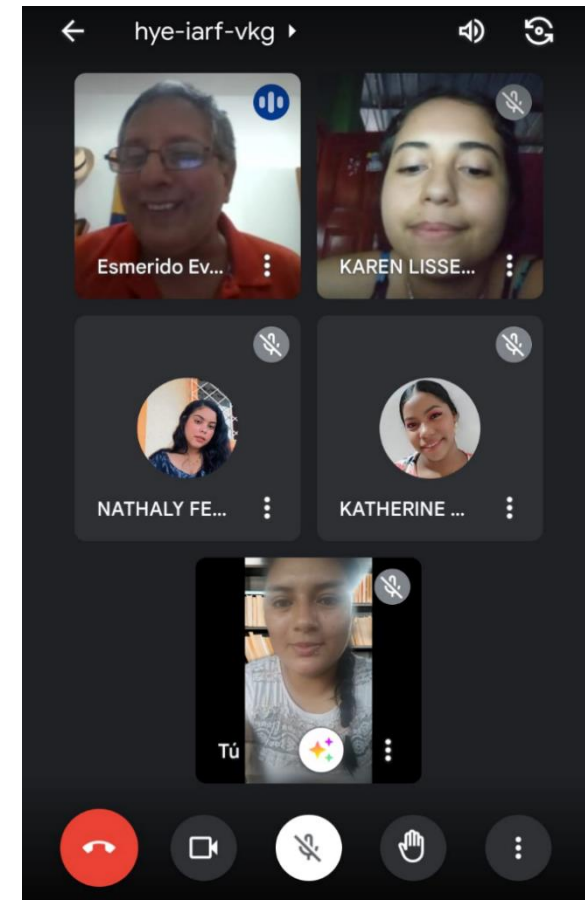 hye-iarf-vkg
Esmerido Ev...
KAREN LISSE...
NATHALY FE...
KATHERINE ...
Tú